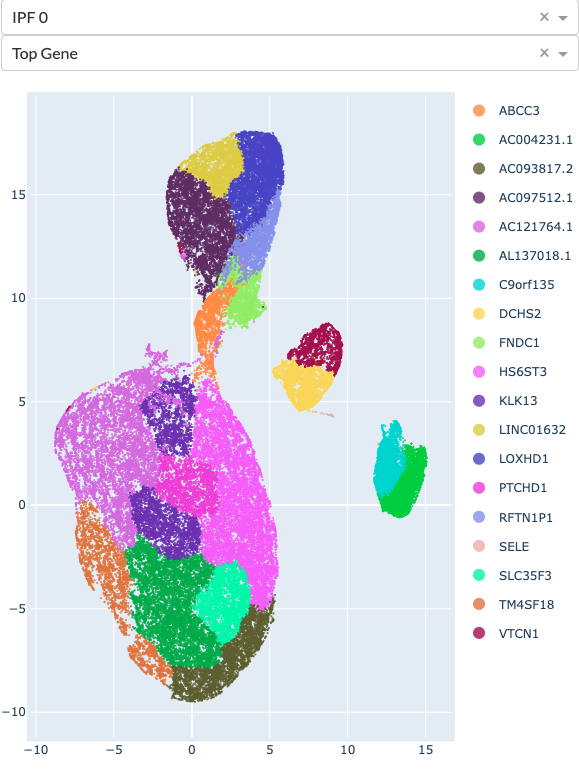 IPF 0 ×
Top Gene ×
ABCC3
AC004231.1
AC093817.2
AC097512.1
AC121764.1
AL137018.1
C9orf135
DCHS2
FNDC1
HS6ST3
KLK13
LINC01632
LOXHD1
PTCHD1
RFTN1P1
SELE
SLC35F3
TM4SF18
VTCN1
15
10
5
0
−5
−10
−10 −5 0 5 10 15